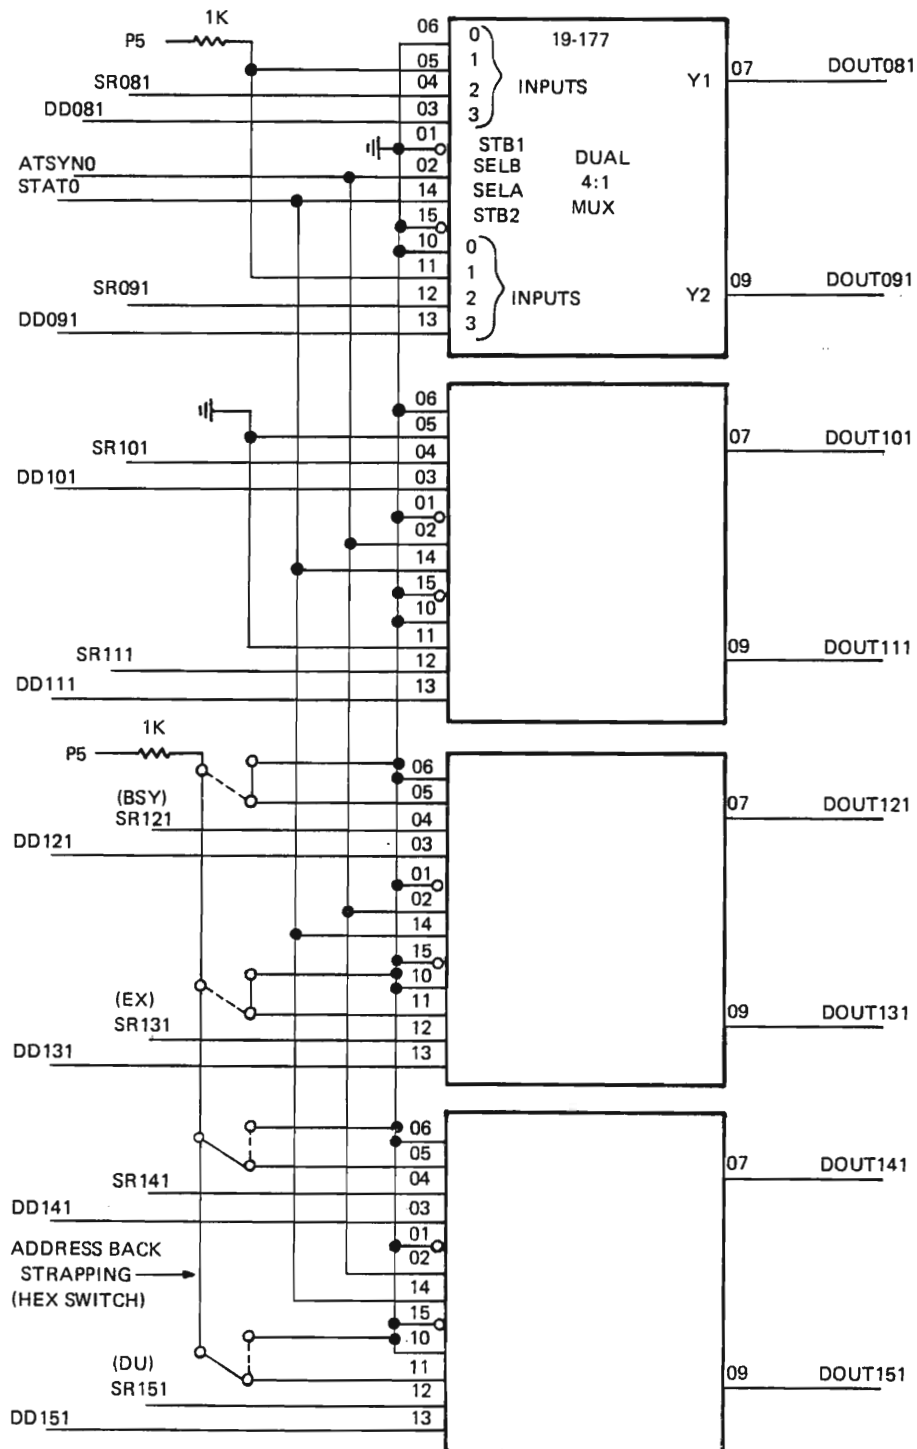 1K
P5
SR081
DD081
ATSYN0
STAT0
SR091
DD091
06
05
04
03
01
02
14
15
10
11
12
13
0
1
2
3
INPUTS
19-177
STB1
SELB
SELA
STB2
DUAL
4:1
MUX
0
1
2
3
INPUTS
Y1
Y2
07
DOUT081
09
DOUT091
SR101
DD101
SR111
DD111
06
05
04
03
01
02
14
15
10
11
12
13
07
DOUT101
09
DOUT111
1K
P5
(BSY)
SR121
DD121
(EX)
SR131
DD131
06
05
04
03
01
02
14
15
10
11
12
13
07
DOUT121
09
DOUT131
SR141
DD141
ADDRESS BACK
STRAPPING
(HEX SWITCH)
(DU)
SR151
DD151
06
05
04
03
01
02
14
15
10
11
12
13
07
DOUT141
09
DOUT151